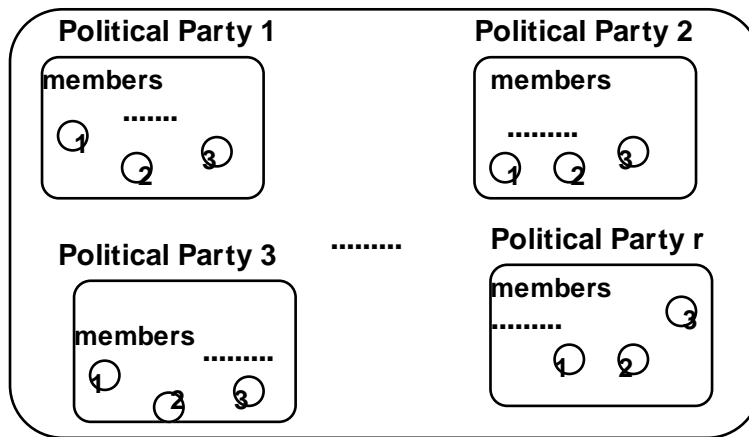 Political Party 1
members
.......
1
2
3
Political Party 2
members
.........
1
2
3
.........
Political Party 3
members
.........
1
2
3
Political Party r
members
.........
3
1
2